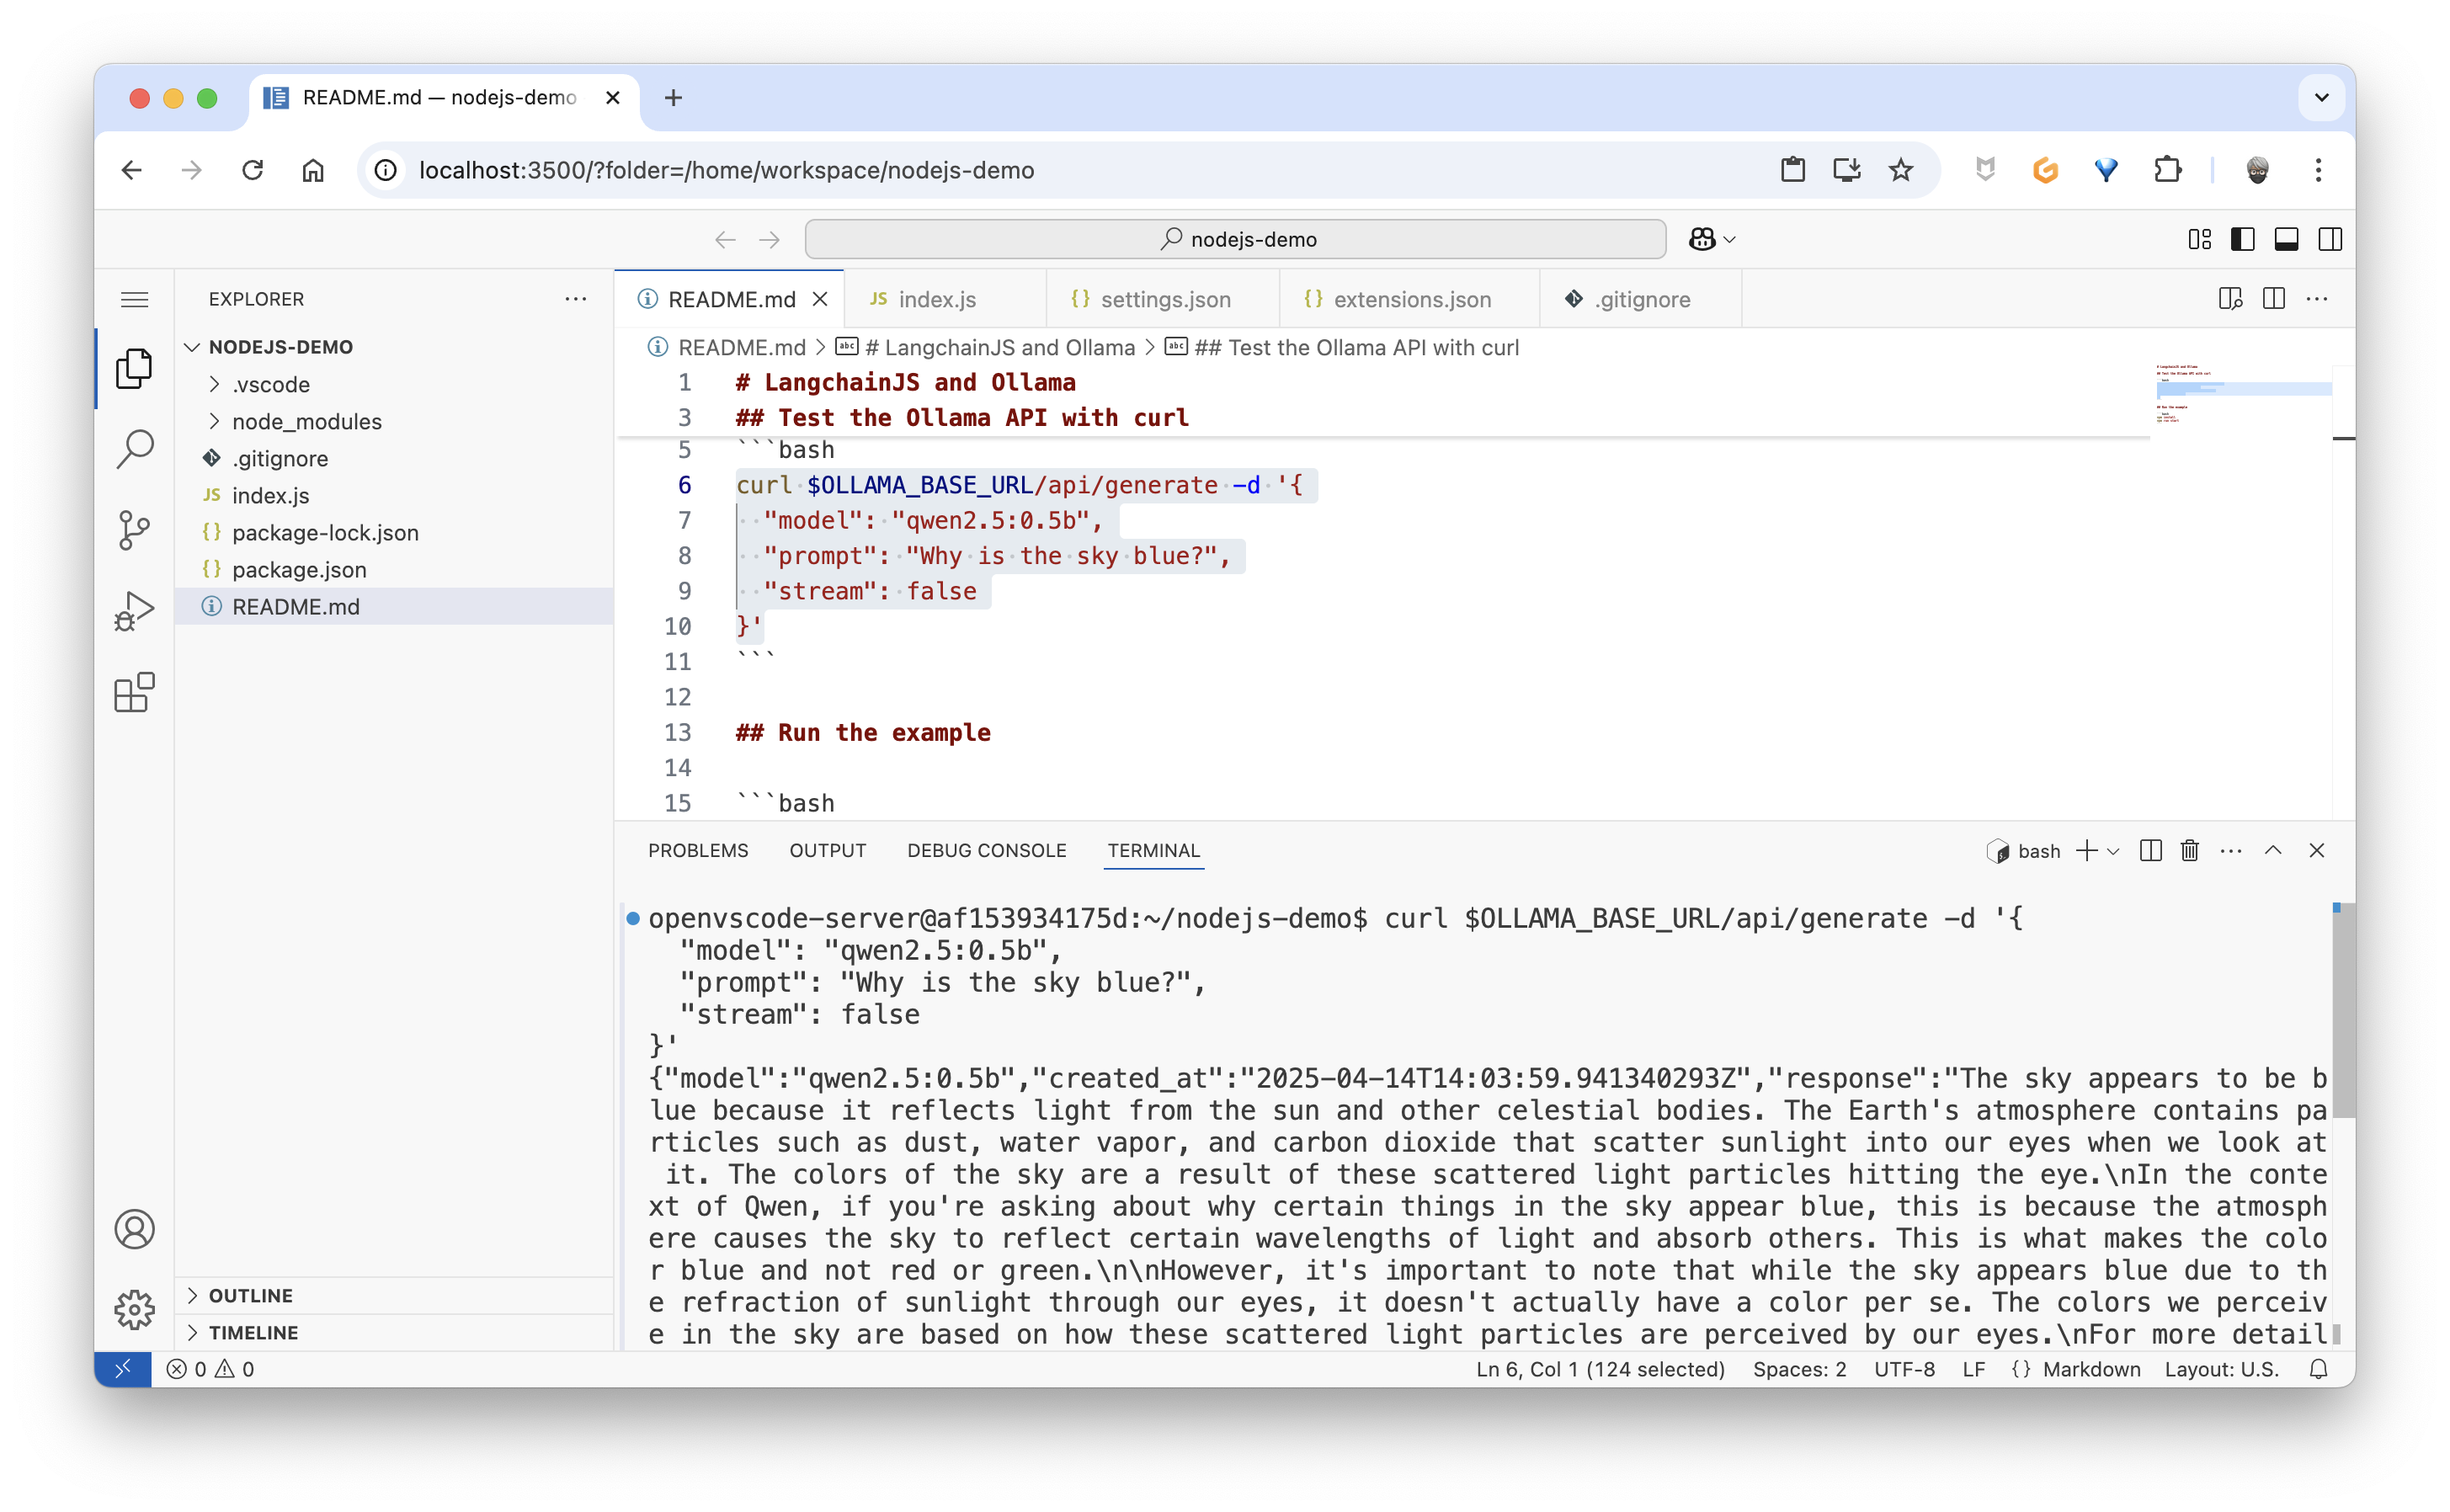 README.md — nodejs-demo
localhost:3500/?folder=/home/workspace/nodejs-demo
nodejs-demo
EXPLORER
NODEJS-DEMO
.vscode
node_modules
.gitignore
JS index.js
{} package-lock.json
{} package.json
README.md
OUTLINE
TIMELINE
README.md
JS index.js
{} settings.json
{} extensions.json
.gitignore
README.md > abc # LangchainJS and Ollama > abc ## Test the Ollama API with curl
1 # LangchainJS and Ollama
3 ## Test the Ollama API with curl
5 ```bash
6 curl $OLLAMA_BASE_URL/api/generate -d '{
7   "model": "qwen2.5:0.5b",
8   "prompt": "Why is the sky blue?",
9   "stream": false
10 }'
11 ```
12
13 ## Run the example
14
15 ```bash
PROBLEMS OUTPUT DEBUG CONSOLE TERMINAL
bash
openvscode-server@af153934175d:~/nodejs-demo$ curl $OLLAMA_BASE_URL/api/generate -d '{
  "model": "qwen2.5:0.5b",
  "prompt": "Why is the sky blue?",
  "stream": false
}'
{"model":"qwen2.5:0.5b","created_at":"2025-04-14T14:03:59.941340293Z","response":"The sky appears to be b
lue because it reflects light from the sun and other celestial bodies. The Earth's atmosphere contains pa
rticles such as dust, water vapor, and carbon dioxide that scatter sunlight into our eyes when we look at
 it. The colors of the sky are a result of these scattered light particles hitting the eye.\nIn the conte
xt of Qwen, if you're asking about why certain things in the sky appear blue, this is because the atmosph
ere causes the sky to reflect certain wavelengths of light and absorb others. This is what makes the colo
r blue and not red or green.\n\nHowever, it's important to note that while the sky appears blue due to th
e refraction of sunlight through our eyes, it doesn't actually have a color per se. The colors we perceiv
e in the sky are based on how these scattered light particles are perceived by our eyes.\nFor more detail
0 0
Ln 6, Col 1 (124 selected) Spaces: 2 UTF-8 LF {} Markdown Layout: U.S.